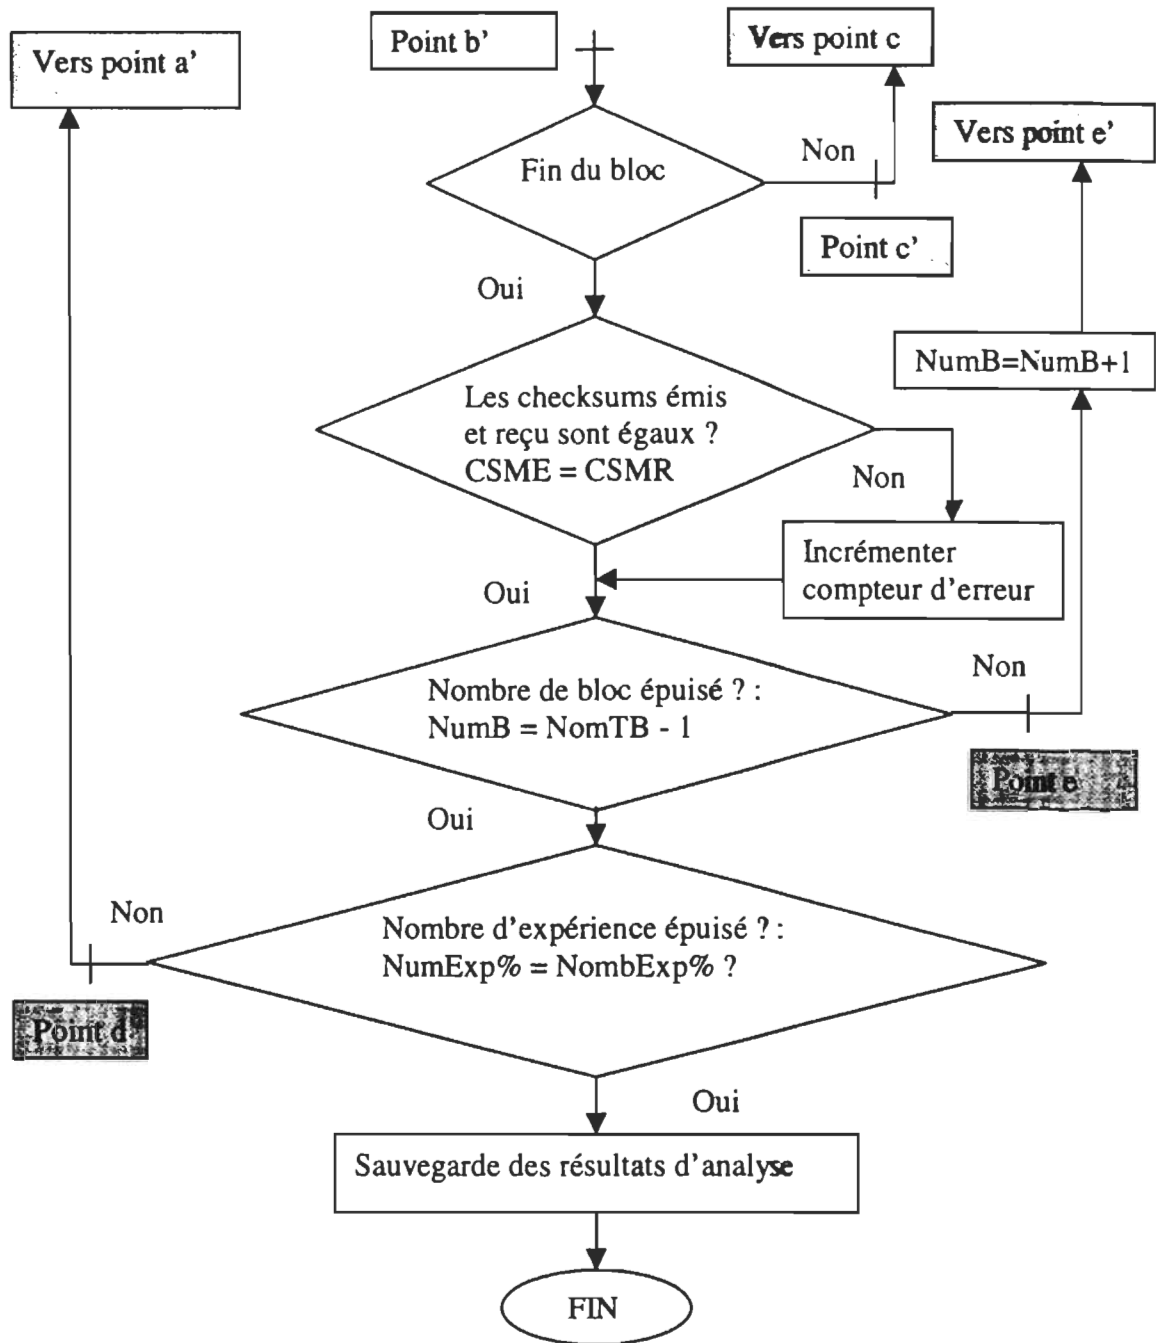 Vers point a'
Point b'
Vers point c
Vers point e'
Fin du bloc
Non
Point c'
Oui
NumB=NumB+1
Les checksums émis
et reçu sont égaux ?
CSME = CSMR
Non
Incrémenter
compteur d'erreur
Oui
Nombre de bloc épuisé ? :
NumB = NomTB - 1
Non
Point e
Oui
Nombre d'expérience épuisé ? :
NumExp% = NombExp% ?
Non
Point d
Oui
Sauvegarde des résultats d'analyse
FIN